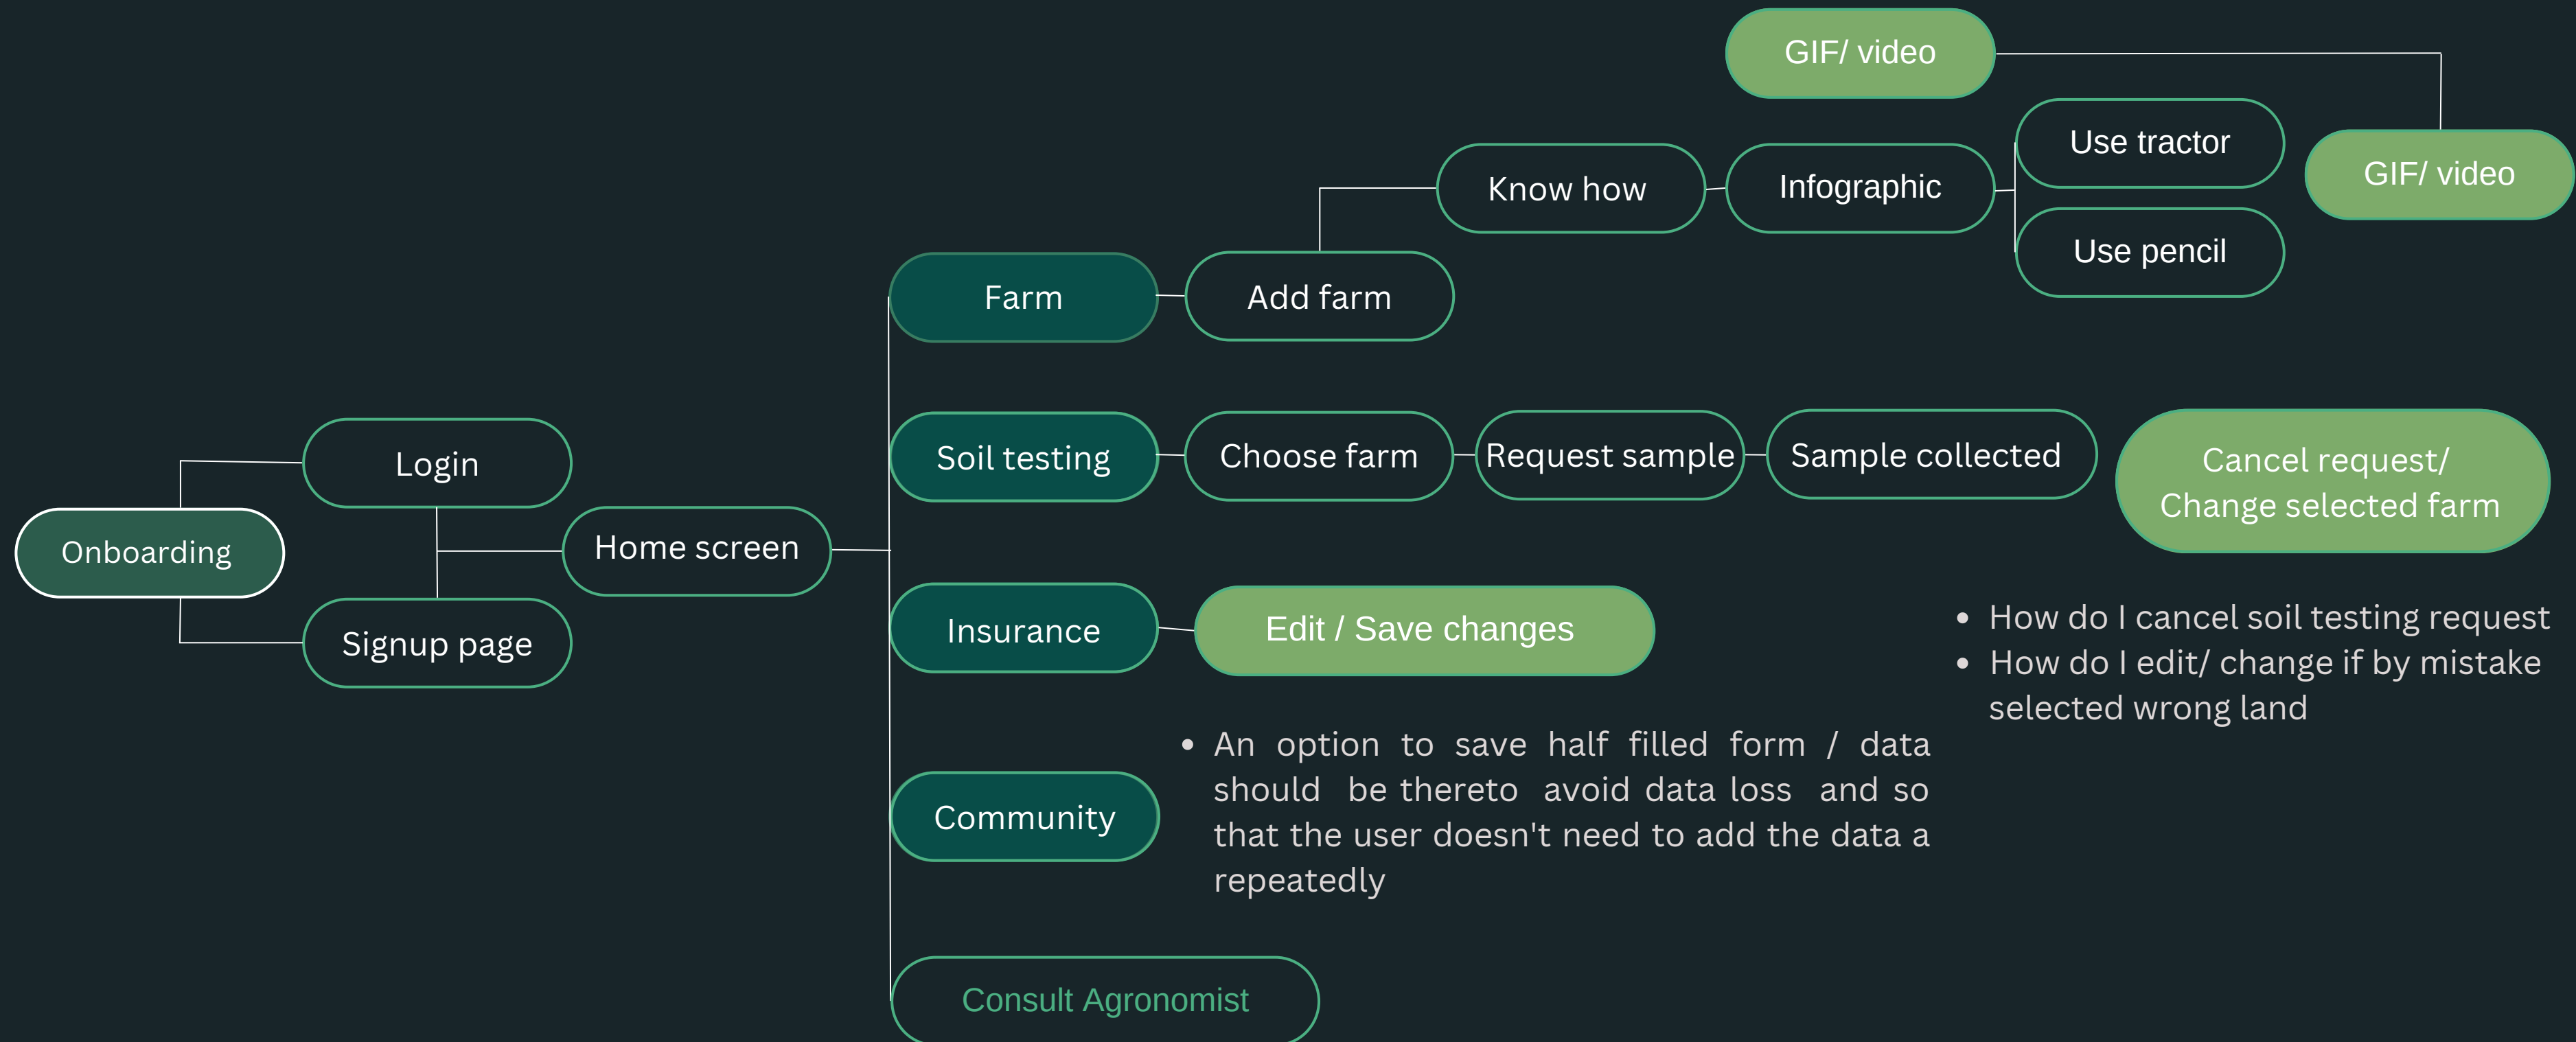 GIF/ video
Use tractor
GIF/ video
Know how
Infographic
Use pencil
Farm
Add farm
Login
Soil testing
Choose farm
Request sample
Sample collected
Cancel request/
Change selected farm
Onboarding
Home screen
Signup page
Insurance
Edit / Save changes
• How do I cancel soil testing request
• How do I edit/ change if by mistake
selected wrong land
• An option to save half filled form / data
should be thereto avoid data loss and so
that the user doesn't need to add the data a
repeatedly
Community
Consult Agronomist